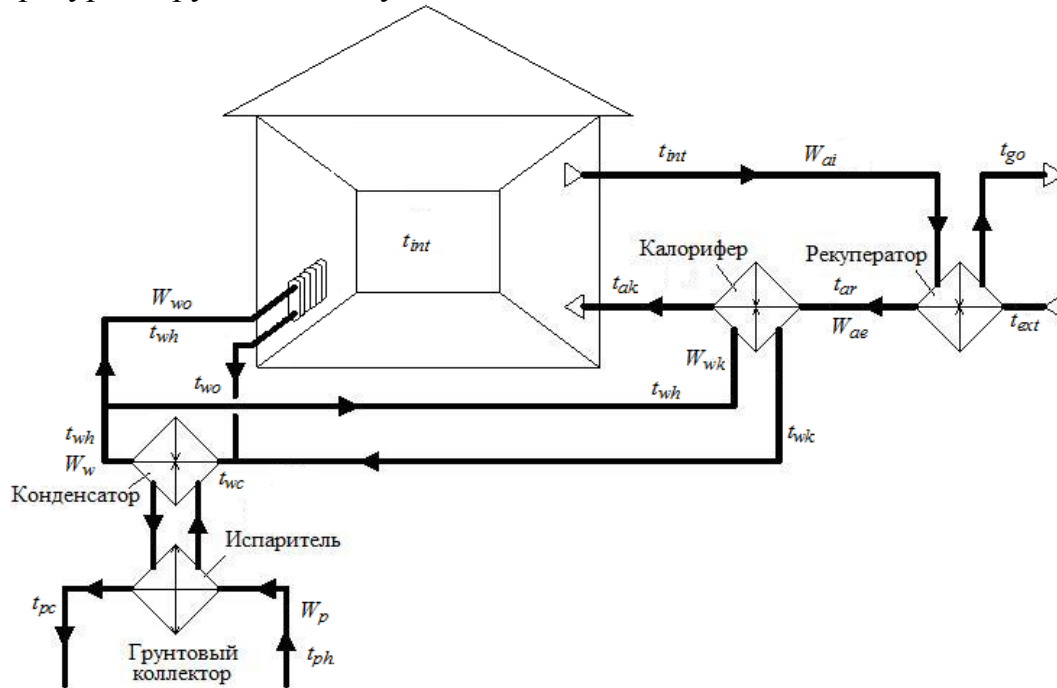 t_int
W_ai
t_go
t_int
Калорифер
Рекуператор
W_wo
t_wh
t_ak
t_ar
W_ae
t_ext
W_wk
t_wo
t_wh
t_wh
W_w
t_wc
t_wk
Конденсатор
Испаритель
t_pc
W_p
t_ph
Грунтовый
коллектор